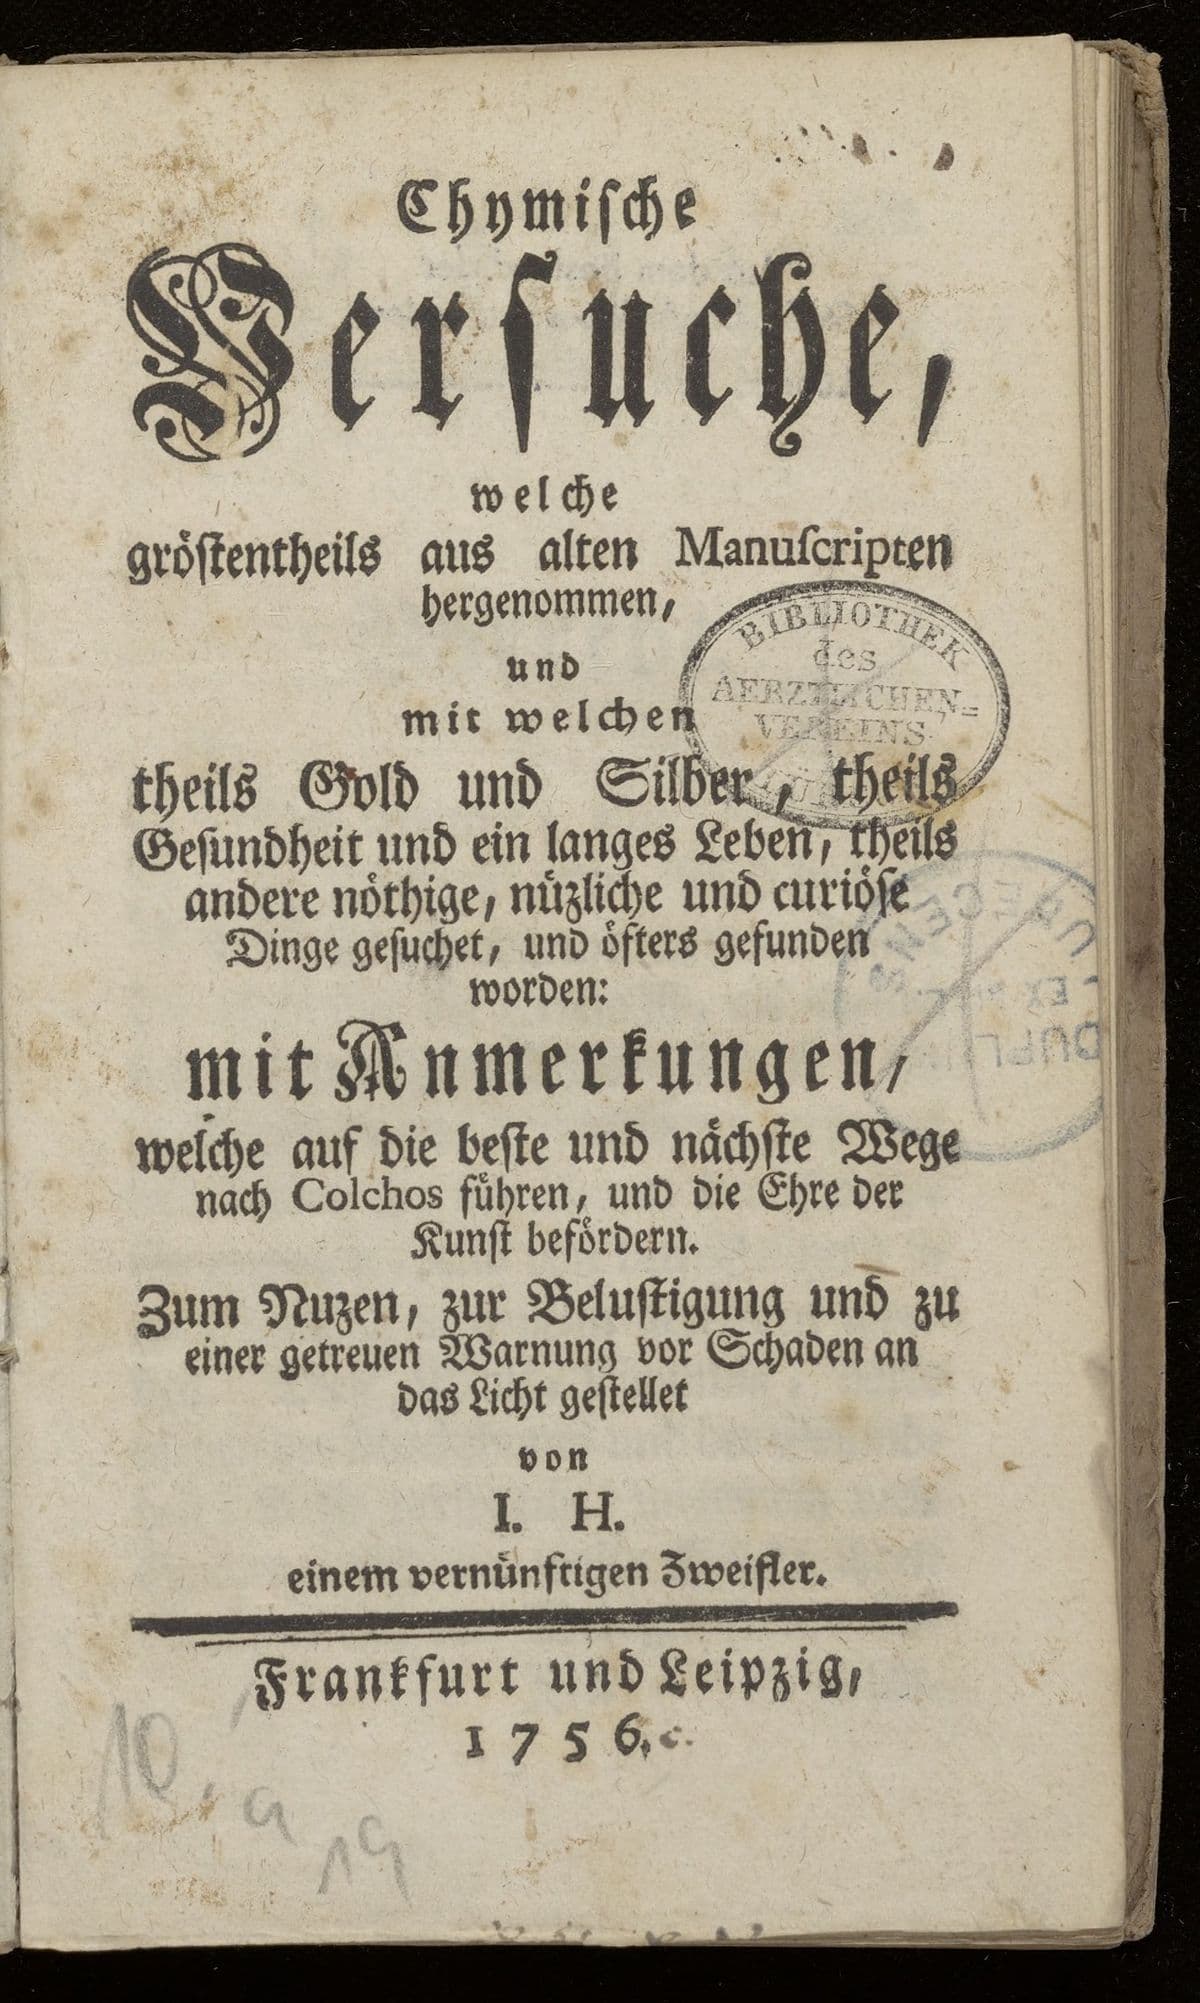 Chymische
Versuche,
welche
gröstentheils aus alten Manuscripten
hergenommen,
und
mit welchen
theils Gold und Silber, theils
Gesundheit und ein langes Leben, theils
andere nöthige, nüzliche und curiöse
Dinge gesuchet, und öfters gefunden
worden:
mit Anmerkungen,
welche auf die beste und nächste Wege
nach Colchos führen, und die Ehre der
Kunst befördern.
Zum Nuzen, zur Belustigung und zu
einer getreuen Warnung vor Schaden an
das Licht gestellet
von
I. H.
einem vernünftigen Zweifler.
Frankfurt und Leipzig,
1756.
BIBLIOTHEK
des
AERZTLICHEN-
VEREINS
10.
a
19